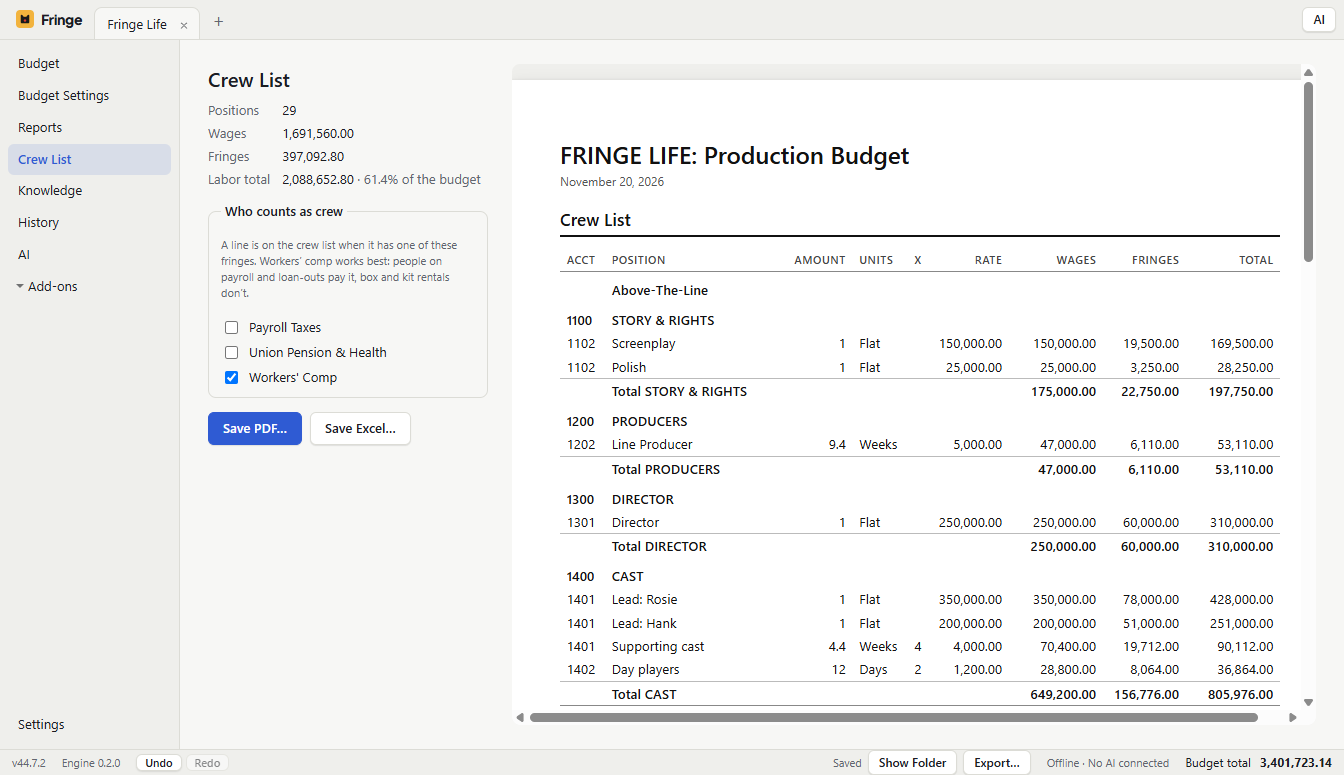 Fringe
Fringe Life ×
+
AI
Budget
Budget Settings
Reports
Crew List
Knowledge
History
AI
Add-ons
Settings
Crew List
Positions 29
Wages 1,691,560.00
Fringes 397,092.80
Labor total 2,088,652.80 · 61.4% of the budget
Who counts as crew
A line is on the crew list when it has one of these
fringes. Workers' comp works best: people on
payroll and loan-outs pay it, box and kit rentals
don't.
Payroll Taxes
Union Pension & Health
Workers' Comp
Save PDF... Save Excel...
FRINGE LIFE: Production Budget
November 20, 2026
Crew List
ACCT POSITION AMOUNT UNITS X RATE WAGES FRINGES TOTAL
Above-The-Line
1100 STORY & RIGHTS
1102 Screenplay 1 Flat 150,000.00 150,000.00 19,500.00 169,500.00
1102 Polish 1 Flat 25,000.00 25,000.00 3,250.00 28,250.00
Total STORY & RIGHTS 175,000.00 22,750.00 197,750.00
1200 PRODUCERS
1202 Line Producer 9.4 Weeks 5,000.00 47,000.00 6,110.00 53,110.00
Total PRODUCERS 47,000.00 6,110.00 53,110.00
1300 DIRECTOR
1301 Director 1 Flat 250,000.00 250,000.00 60,000.00 310,000.00
Total DIRECTOR 250,000.00 60,000.00 310,000.00
1400 CAST
1401 Lead: Rosie 1 Flat 350,000.00 350,000.00 78,000.00 428,000.00
1401 Lead: Hank 1 Flat 200,000.00 200,000.00 51,000.00 251,000.00
1401 Supporting cast 4.4 Weeks 4 4,000.00 70,400.00 19,712.00 90,112.00
1402 Day players 12 Days 2 1,200.00 28,800.00 8,064.00 36,864.00
Total CAST 649,200.00 156,776.00 805,976.00
v44.7.2 Engine 0.2.0 Undo Redo Saved Show Folder Export... Offline · No AI connected Budget total 3,401,723.14